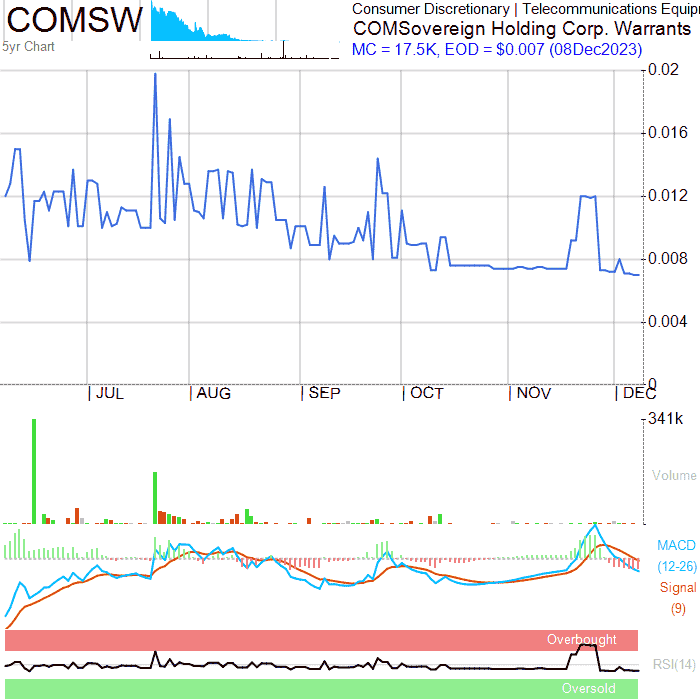 COMSW
Consumer Discretionary | Telecommunications Equip
COMSovereign Holding Corp. Warrants
5yr Chart
MC = 17.5K, EOD = $0.007 (08Dec2023)
0.02
0.016
0.012
0.008
0.004
0
JUL
AUG
SEP
OCT
NOV
DEC
341k
Volume
MACD
(12-26)
Signal
(9)
Overbought
RSI(14)
Oversold